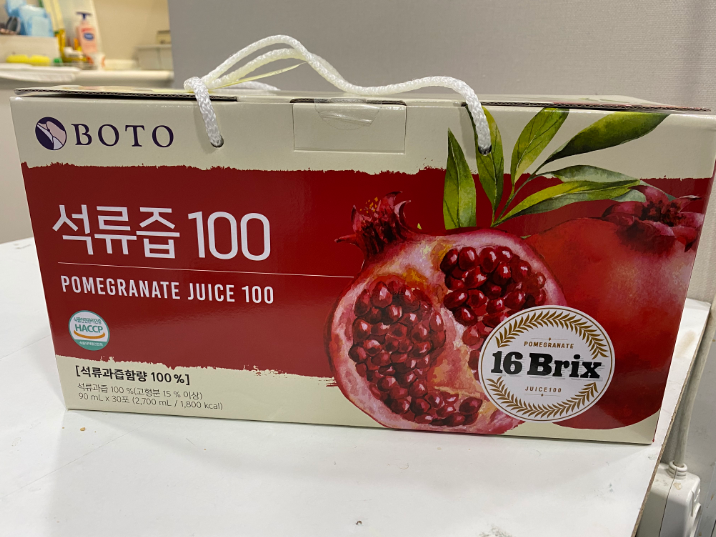 BOTO
석류즙 100
POMEGRANATE JUICE 100
HACCP
[석류과즙함량 100 %]
석류과즙 100 %(고형분 15 % 이상)
90 mL x 30포 (2,700 mL / 1,800 kcal)
POMEGRANATE
16 Brix
JUICE100